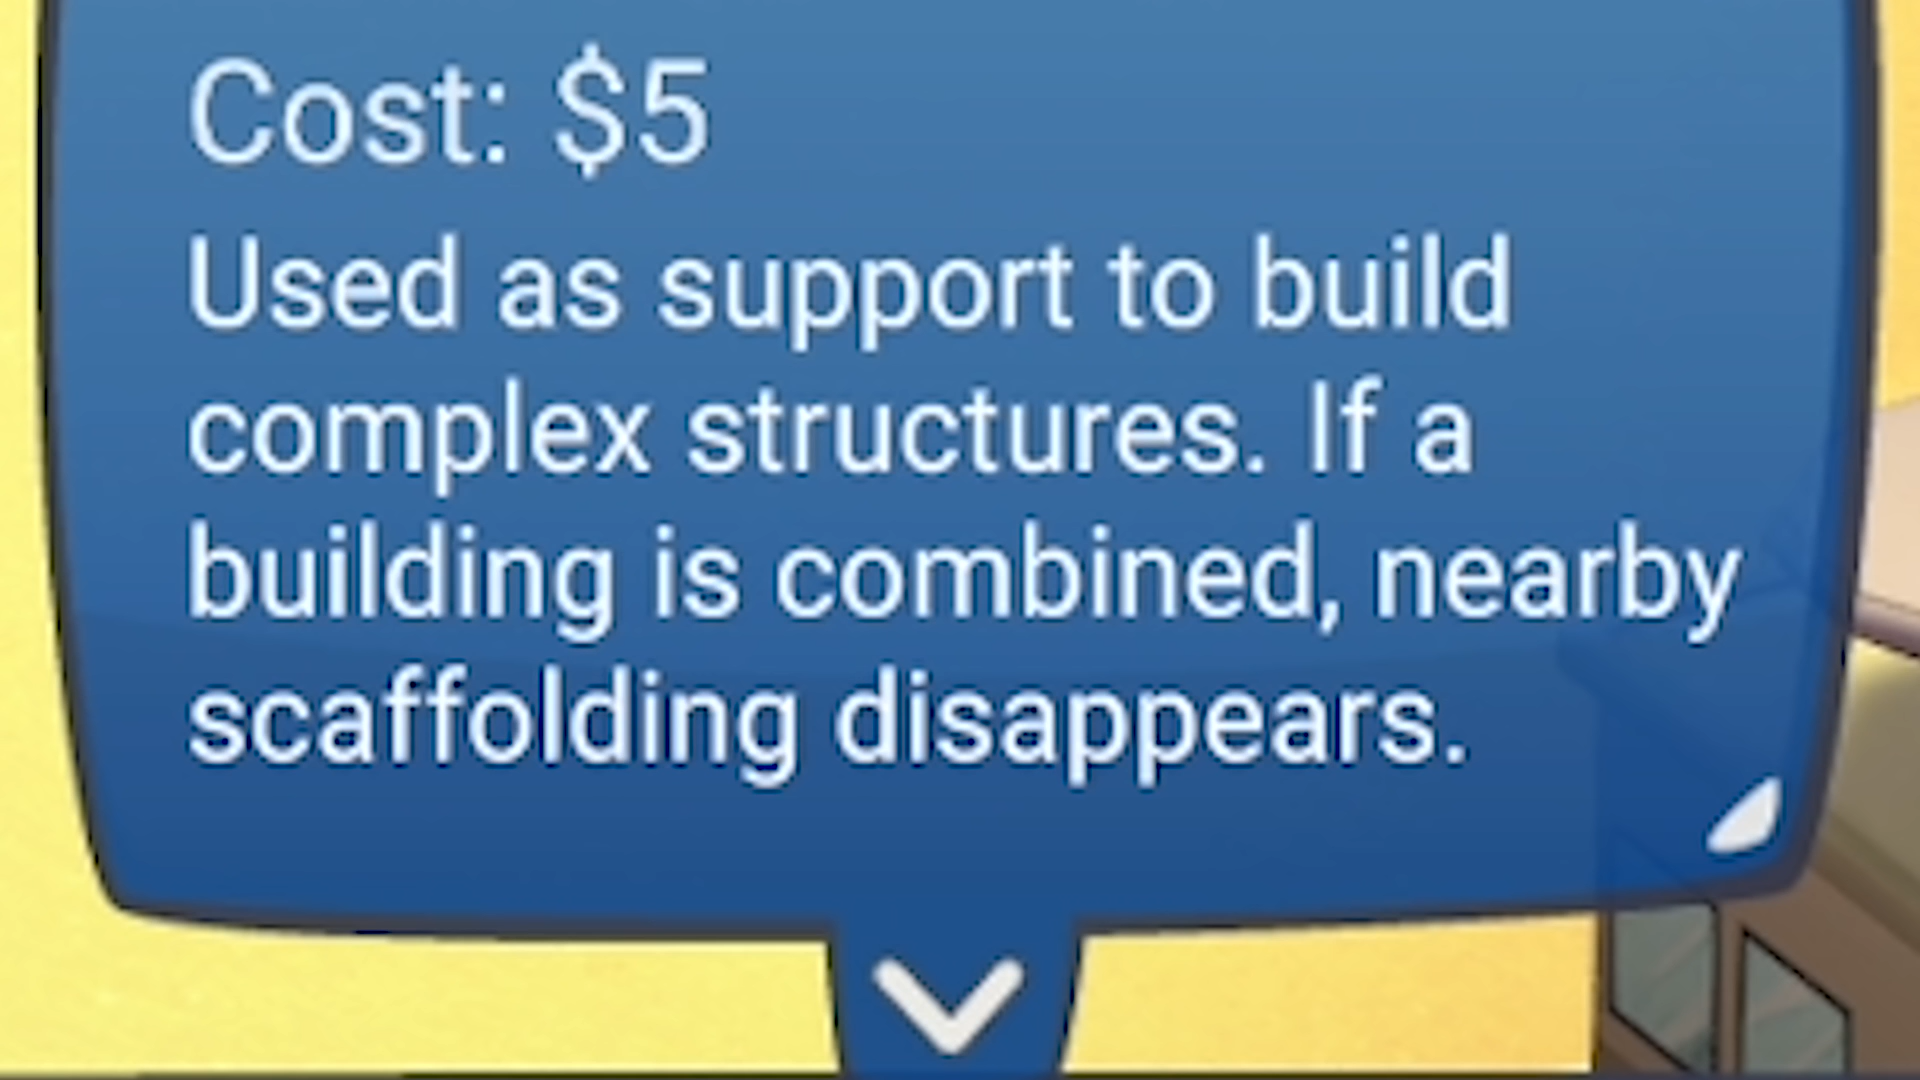 Cost: $5
Used as support to build
complex structures. If a
building is combined, nearby
scaffolding disappears.